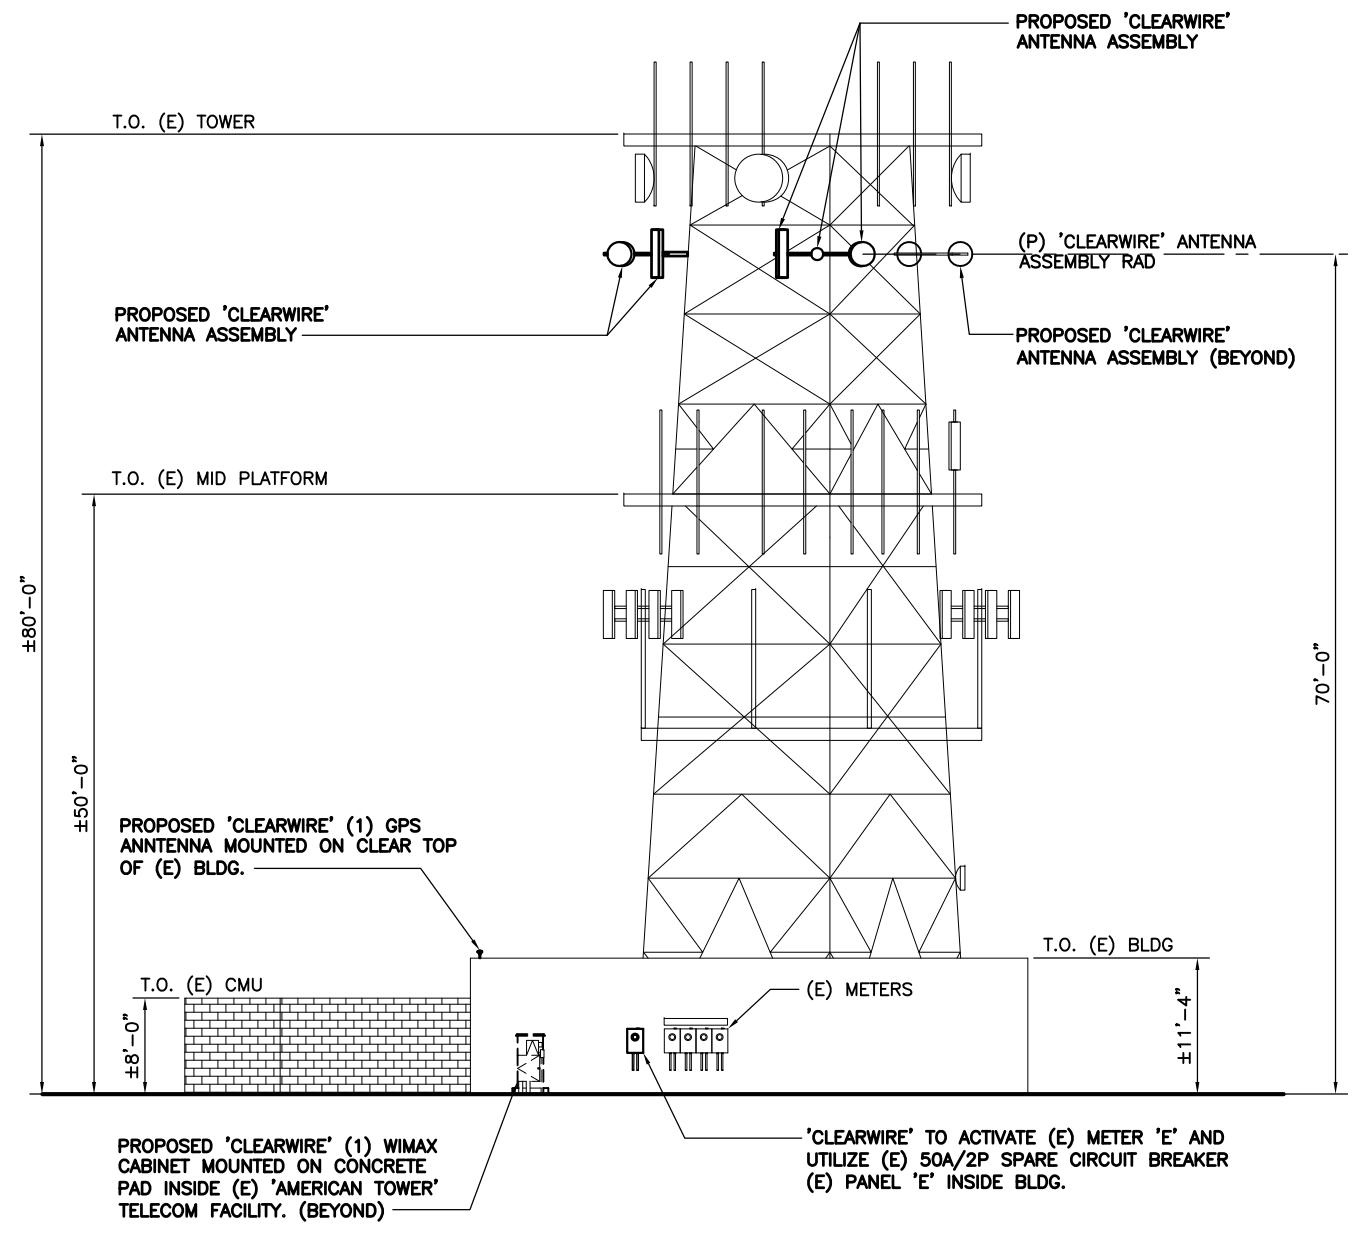 PROPOSED 'CLEARWIRE'
ANTENNA ASSEMBLY
T.O. (E) TOWER
(P) 'CLEARWIRE' ANTENNA
ASSEMBLY RAD
PROPOSED 'CLEARWIRE'
ANTENNA ASSEMBLY
PROPOSED 'CLEARWIRE'
ANTENNA ASSEMBLY (BEYOND)
T.O. (E) MID PLATFORM
±80'-0"
70'-0"
±50'-0"
PROPOSED 'CLEARWIRE' (1) GPS
ANNTENNA MOUNTED ON CLEAR TOP
OF (E) BLDG.
T.O. (E) BLDG
T.O. (E) CMU
(E) METERS
±8'-0"
±11'-4"
PROPOSED 'CLEARWIRE' (1) WIMAX
CABINET MOUNTED ON CONCRETE
PAD INSIDE (E) 'AMERICAN TOWER'
TELECOM FACILITY. (BEYOND)
'CLEARWIRE' TO ACTIVATE (E) METER 'E' AND
UTILIZE (E) 50A/2P SPARE CIRCUIT BREAKER
(E) PANEL 'E' INSIDE BLDG.